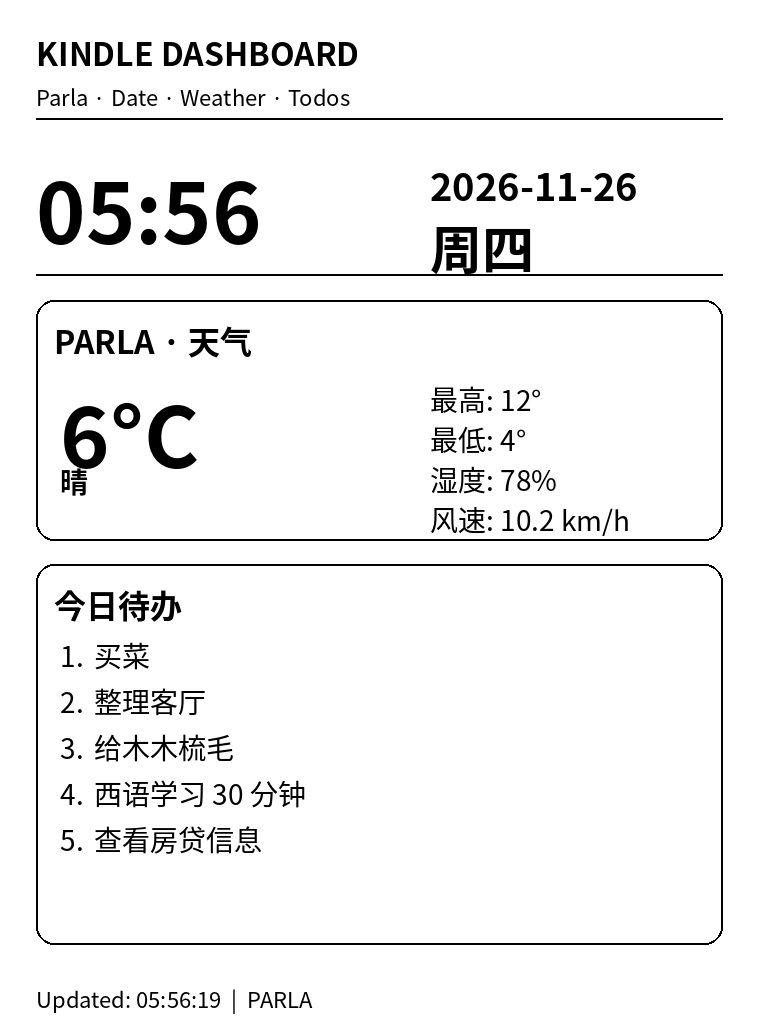 KINDLE DASHBOARD
Parla · Date · Weather · Todos
05:56
2026-11-26
周四
PARLA · 天气
6°C
晴
最高: 12°
最低: 4°
湿度: 78%
风速: 10.2 km/h
今日待办
1. 买菜
2. 整理客厅
3. 给木木梳毛
4. 西语学习 30 分钟
5. 查看房贷信息
Updated: 05:56:19 | PARLA